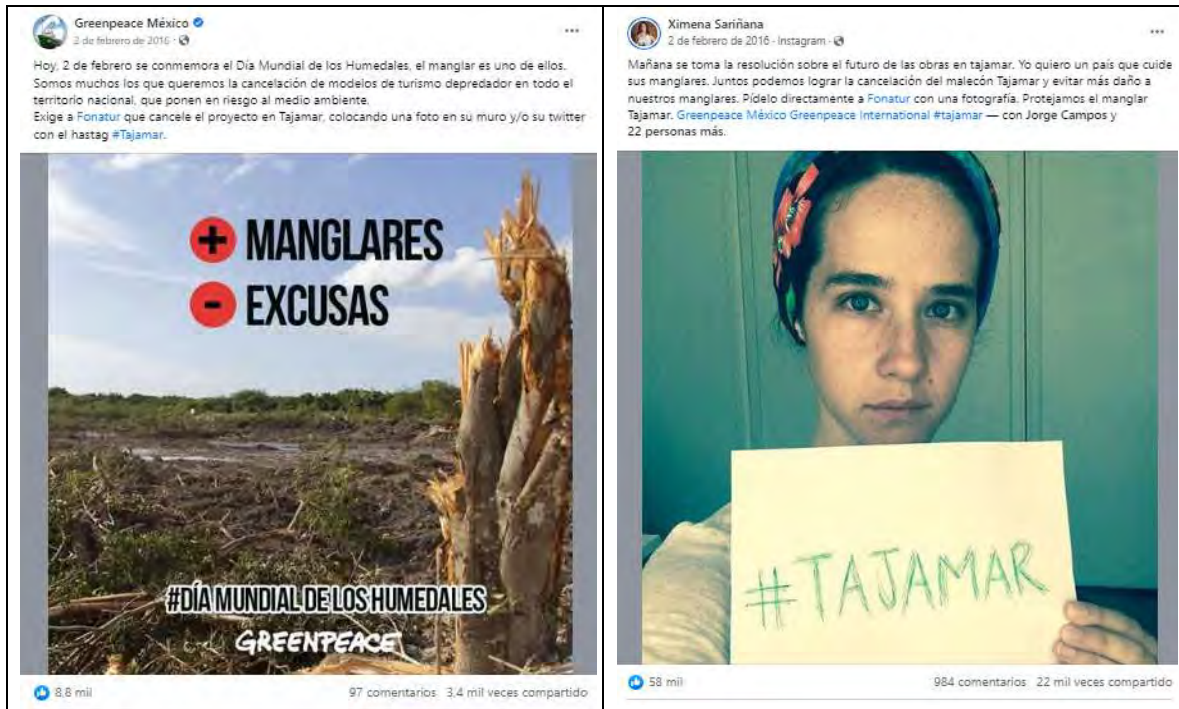 Greenpeace México
2 de febrero de 2016
Hoy, 2 de febrero se conmemora el Día Mundial de los Humedales, el manglar es uno de ellos.
Somos muchos los que queremos la cancelación de modelos de turismo depredador en todo el
territorio nacional, que ponen en riesgo al medio ambiente.
Exige a Fonatur que cancele el proyecto en Tajamar, colocando una foto en su muro y/o su twitter
con el hastag #Tajamar.
+ MANGLARES
- EXCUSAS
#DÍA MUNDIAL DE LOS HUMEDALES
GREENPEACE
8,8 mil
97 comentarios 3,4 mil veces compartido
Ximena Sariñana
2 de febrero de 2016 · Instagram
Mañana se toma la resolución sobre el futuro de las obras en tajamar. Yo quiero un país que cuide
sus manglares. Juntos podemos lograr la cancelación del malecón Tajamar y evitar más daño a
nuestros manglares. Pídelo directamente a Fonatur con una fotografía. Protejamos el manglar
Tajamar. Greenpeace México Greenpeace International #tajamar — con Jorge Campos y
22 personas más.
#TAJAMAR
58 mil
984 comentarios 22 mil veces compartido